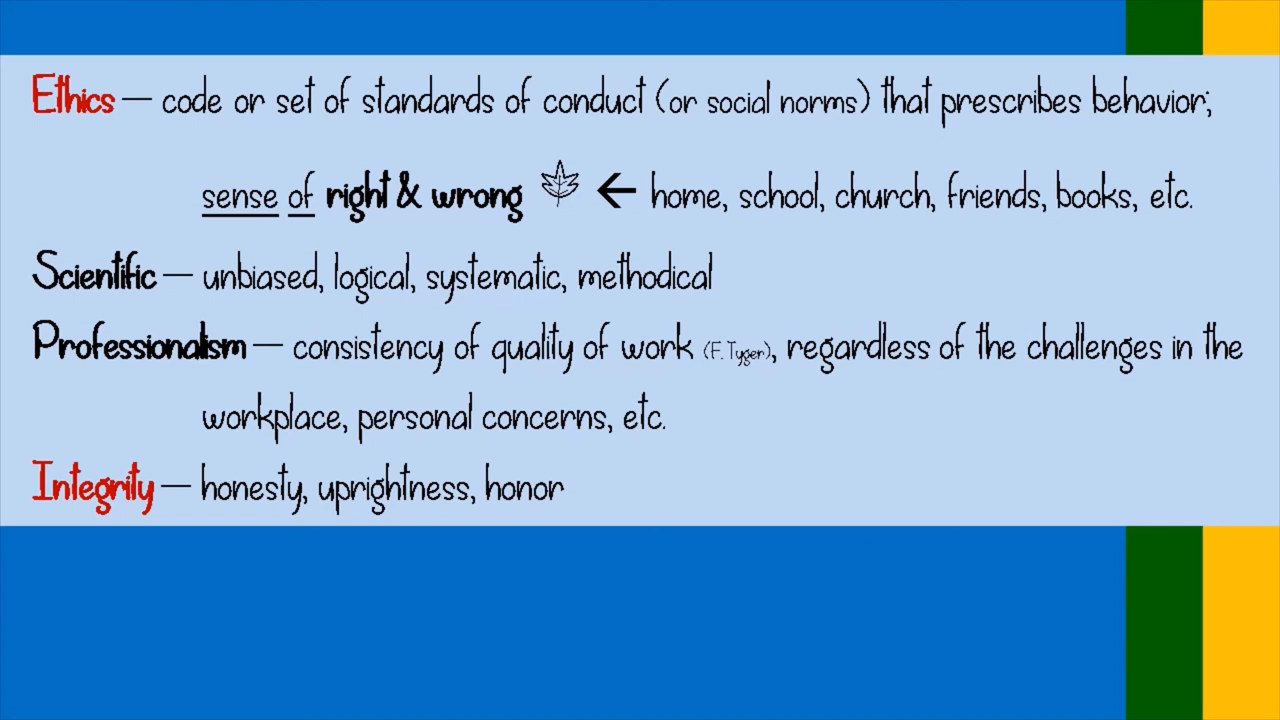 Ethics — code or set of standards of conduct (or social norms) that prescribes behavior;
sense of right & wrong ← home, school, church, friends, books, etc.
Scientific — unbiased, logical, systematic, methodical
Professionalism — consistency of quality of work (F. Tyger), regardless of the challenges in the
workplace, personal concerns, etc.
Integrity — honesty, uprightness, honor